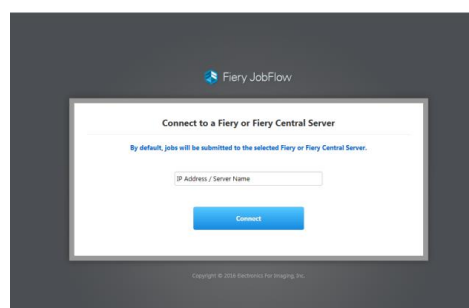 Fiery JobFlow
Connect to a Fiery or Fiery Central Server
By default, jobs will be submitted to the selected Fiery or Fiery Central Server.
IP Address / Server Name
Connect
Copyright © 2016 Electronics For Imaging, Inc.